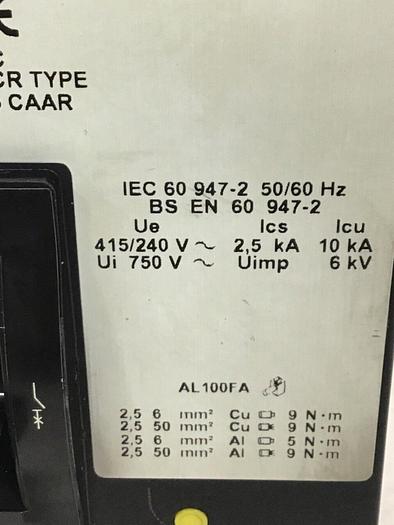 CR TYPE
CAAR
IEC 60 947-2 50/60 Hz
BS EN 60 947-2
Ue Ics Icu
415/240 V ~ 2,5 kA 10 kA
Ui 750 V ~ Uimp 6 kV
AL100FA
2,5 6 mm² Cu 9 N·m
2,5 50 mm² Cu 9 N·m
2,5 6 mm² Al 5 N·m
2,5 50 mm² Al 9 N·m